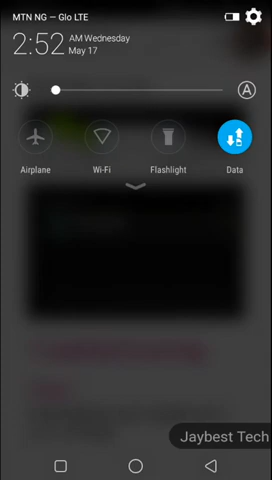 MTN NG — Glo LTE
2:52
AM Wednesday
May 17
A
Airplane
Wi-Fi
Flashlight
Data
Jaybest Tech